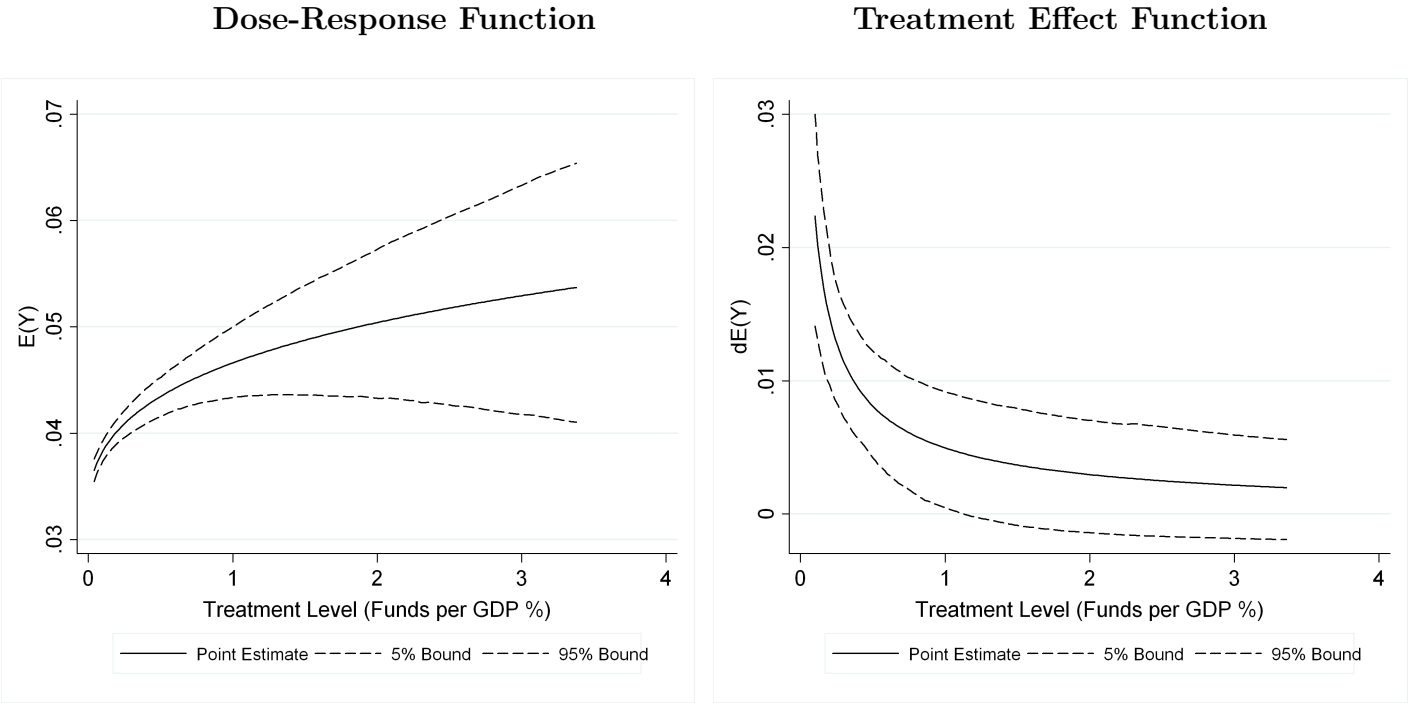 Dose-Response Function
Treatment Effect Function
.07
.06
.05
.04
.03
E(Y)
0 1 2 3 4
Treatment Level (Funds per GDP %)
Point Estimate 5% Bound 95% Bound
.03
.02
.01
0
dE(Y)
0 1 2 3 4
Treatment Level (Funds per GDP %)
Point Estimate 5% Bound 95% Bound